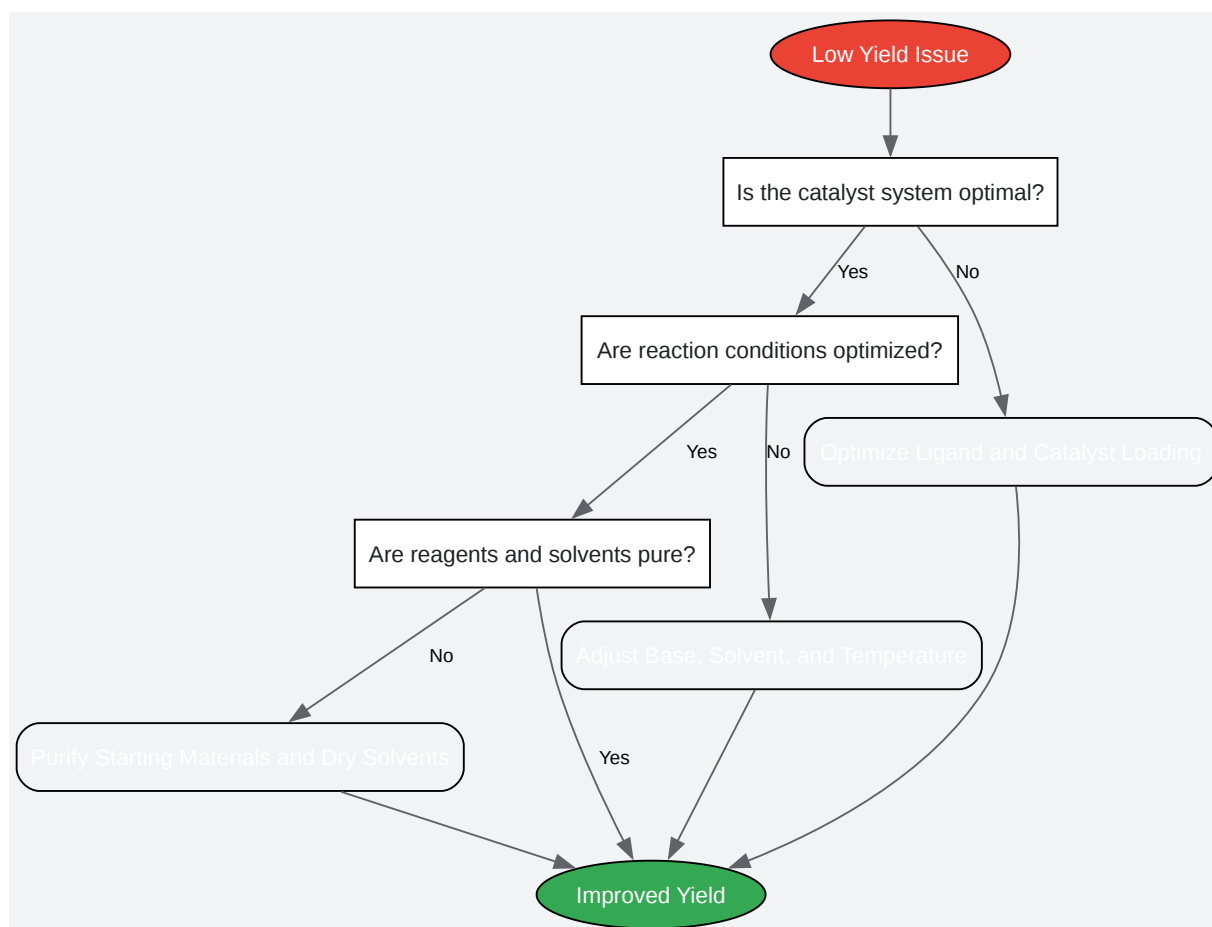 Low Yield Issue
Is the catalyst system optimal?
Yes
No
Are reaction conditions optimized?
Yes
No
Optimize Ligand and Catalyst Loading
Are reagents and solvents pure?
No
Adjust Base, Solvent, and Temperature
Purify Starting Materials and Dry Solvents
Yes
Improved Yield